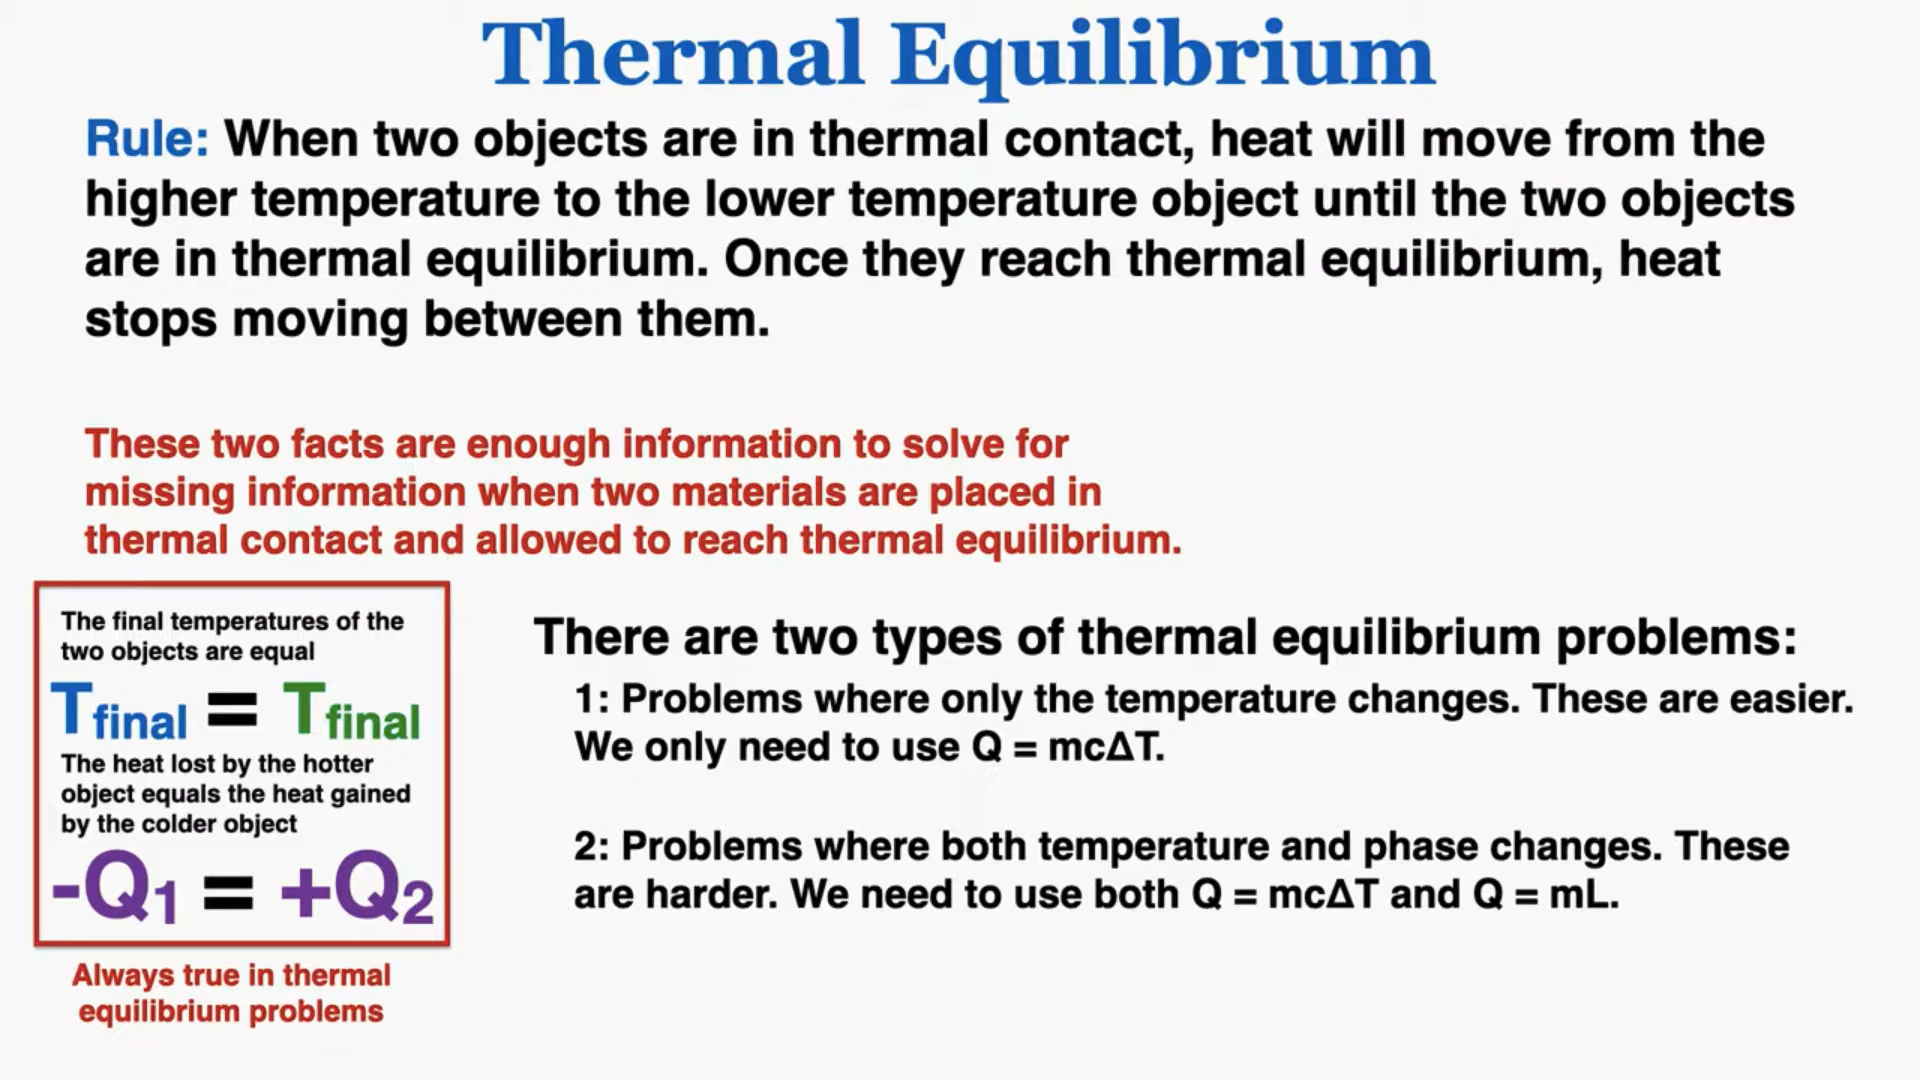 Thermal Equilibrium
Rule: When two objects are in thermal contact, heat will move from the
higher temperature to the lower temperature object until the two objects
are in thermal equilibrium. Once they reach thermal equilibrium, heat
stops moving between them.
These two facts are enough information to solve for
missing information when two materials are placed in
thermal contact and allowed to reach thermal equilibrium.
The final temperatures of the
two objects are equal
Tfinal = Tfinal
The heat lost by the hotter
object equals the heat gained
by the colder object
-Q1 = +Q2
Always true in thermal
equilibrium problems
There are two types of thermal equilibrium problems:
1: Problems where only the temperature changes. These are easier.
We only need to use Q = mcΔT.
2: Problems where both temperature and phase changes. These
are harder. We need to use both Q = mcΔT and Q = mL.